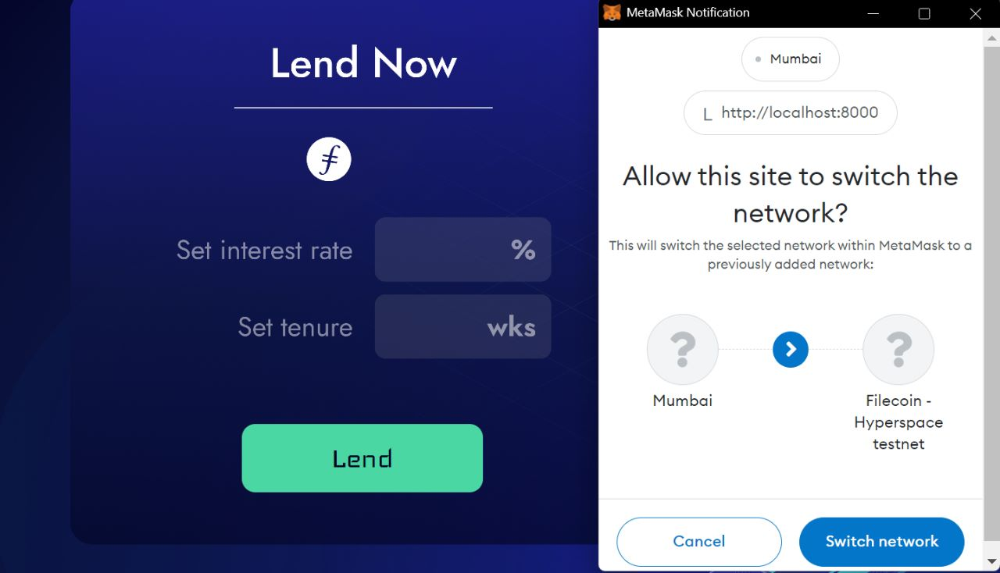 Lend Now
Set interest rate
%
Set tenure
wks
Lend
MetaMask Notification
Mumbai
L http://localhost:8000
Allow this site to switch the
network?
This will switch the selected network within MetaMask to a
previously added network:
?
?
Mumbai
Filecoin -
Hyperspace
testnet
Cancel
Switch network